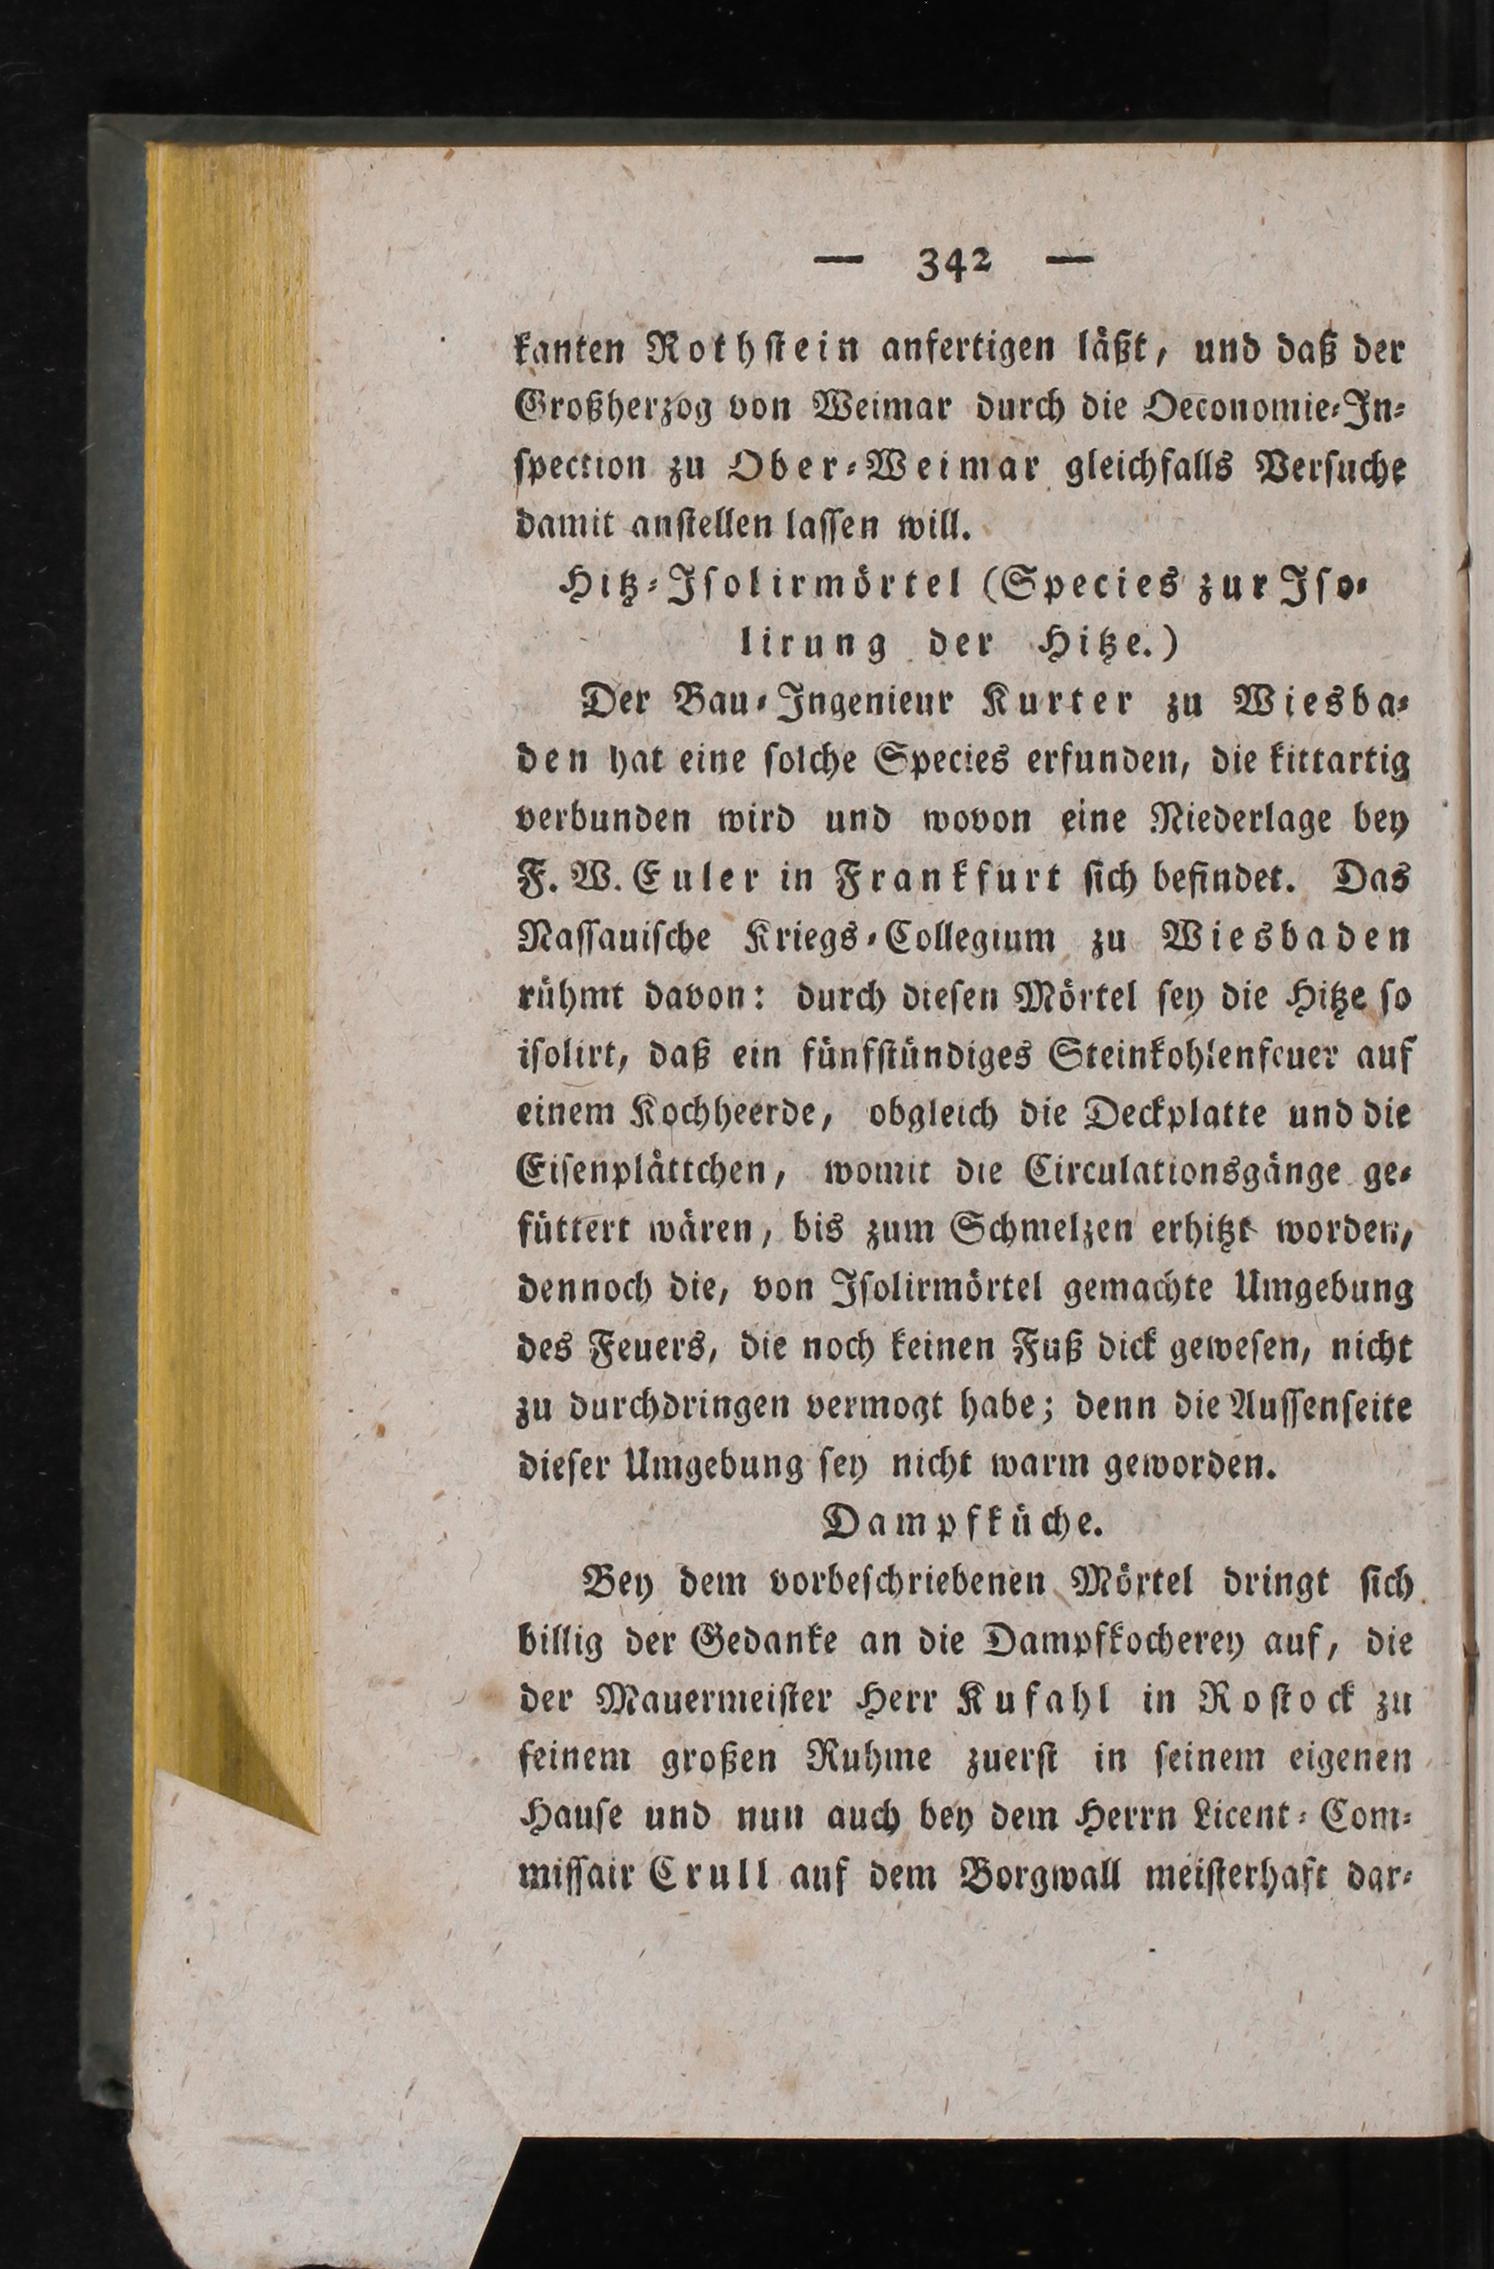 — 342 —
kanten Rothſtein anfertigen läßt, und daß der
Großherzog von Weimar durch die Oeconomie-In-
ſpection zu Ober-Weimar gleichfalls Verſuche
damit anſtellen laſſen will.
Hitz-Iſolirmörtel (Species zur Iſo-
lirung der Hitze.)
Der Bau-Ingenieur Kurter zu Wiesba-
den hat eine ſolche Species erfunden, die kittartig
verbunden wird und wovon eine Niederlage bey
F. W. Euler in Frankfurt ſich befindet. Das
Naſſauiſche Kriegs-Collegium zu Wiesbaden
rühmt davon: durch dieſen Mörtel ſey die Hitze ſo
iſolirt, daß ein fünfſtündiges Steinkohlenfeuer auf
einem Kochheerde, obgleich die Deckplatte und die
Eiſenplättchen, womit die Circulationsgänge ge-
füttert wären, bis zum Schmelzen erhitzt worden,
dennoch die, von Iſolirmörtel gemachte Umgebung
des Feuers, die noch keinen Fuß dick geweſen, nicht
zu durchdringen vermogt habe; denn die Auſſenſeite
dieſer Umgebung ſey nicht warm geworden.
Dampfküche.
Bey dem vorbeſchriebenen Mörtel dringt ſich
billig der Gedanke an die Dampfkocherey auf, die
der Mauermeiſter Herr Kufahl in Roſtock zu
ſeinem großen Ruhme zuerſt in ſeinem eigenen
Hauſe und nun auch bey dem Herrn Licent-Com-
miſſair Crull auf dem Borgwall meiſterhaft dar-